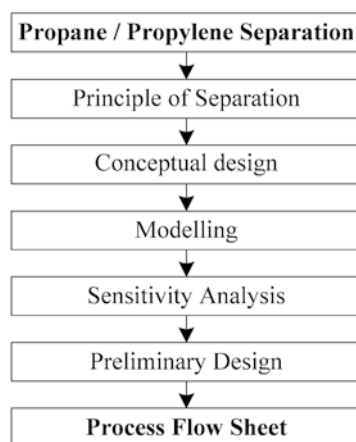 Propane / Propylene Separation
Principle of Separation
Conceptual design
Modelling
Sensitivity Analysis
Preliminary Design
Process Flow Sheet